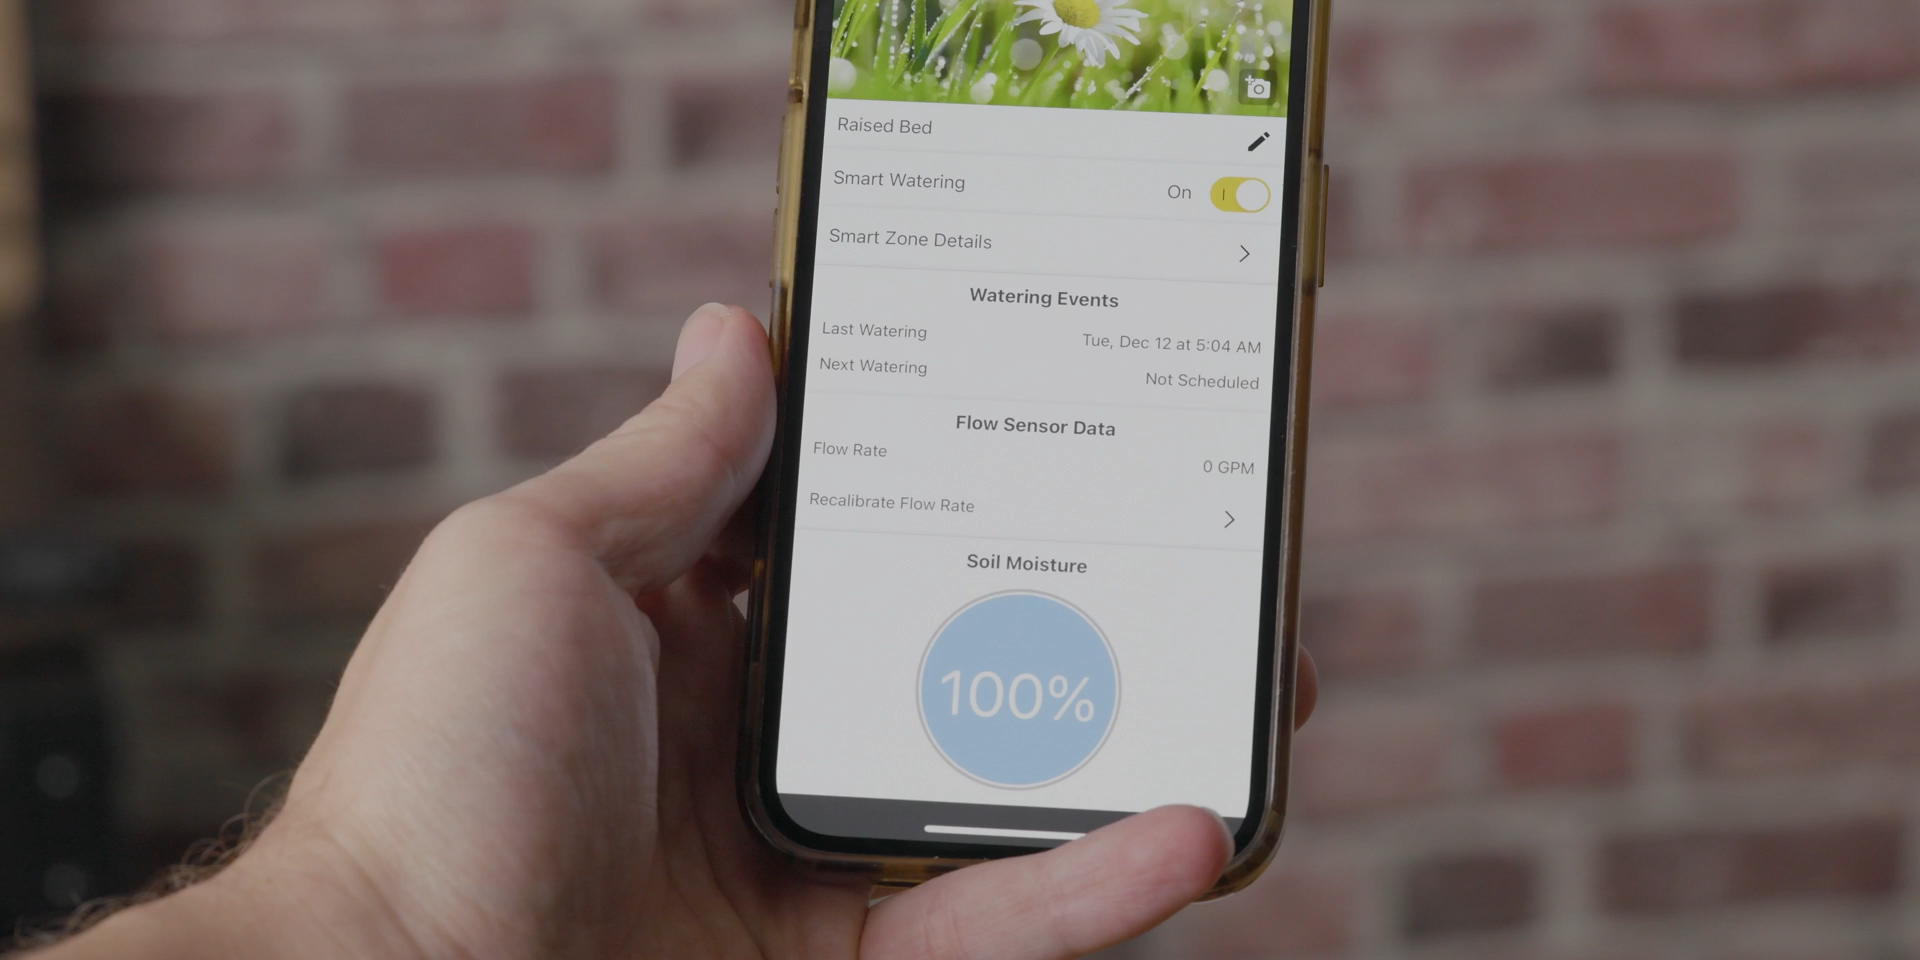 Raised Bed
Smart Watering On
Smart Zone Details
Watering Events
Last Watering Tue, Dec 12 at 5:04 AM
Next Watering Not Scheduled
Flow Sensor Data
Flow Rate 0 GPM
Recalibrate Flow Rate
Soil Moisture
100%